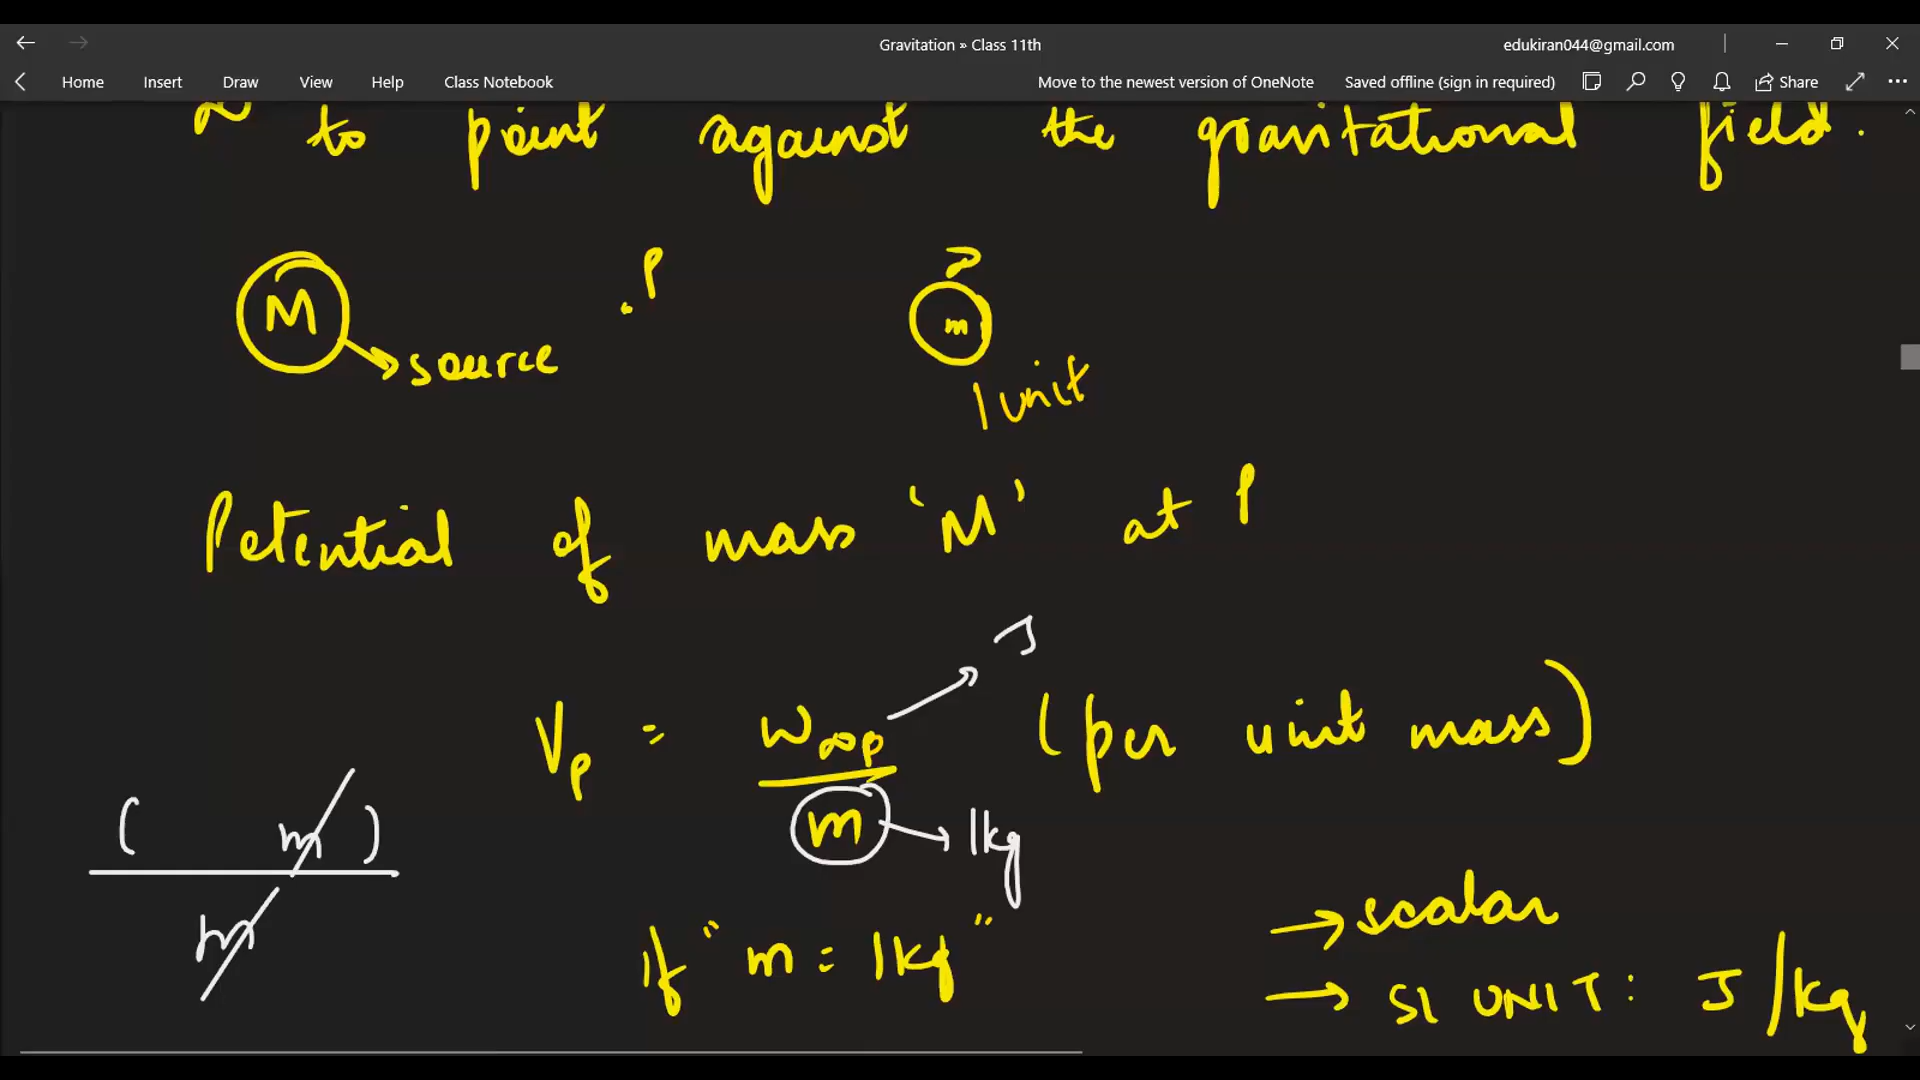 Gravitation » Class 11th
edukiran044@gmail.com
Home Insert Draw View Help Class Notebook
Move to the newest version of OneNote Saved offline (sign in required) Share
∞ to point against the gravitational field.
M .P m
source
1 unit
Potential of mass 'M' at P
J
Vp = W∞p (per unit mass)
m → 1kg
( m )
m
If "m = 1kg"
→ scalar
→ SI UNIT: J/kg